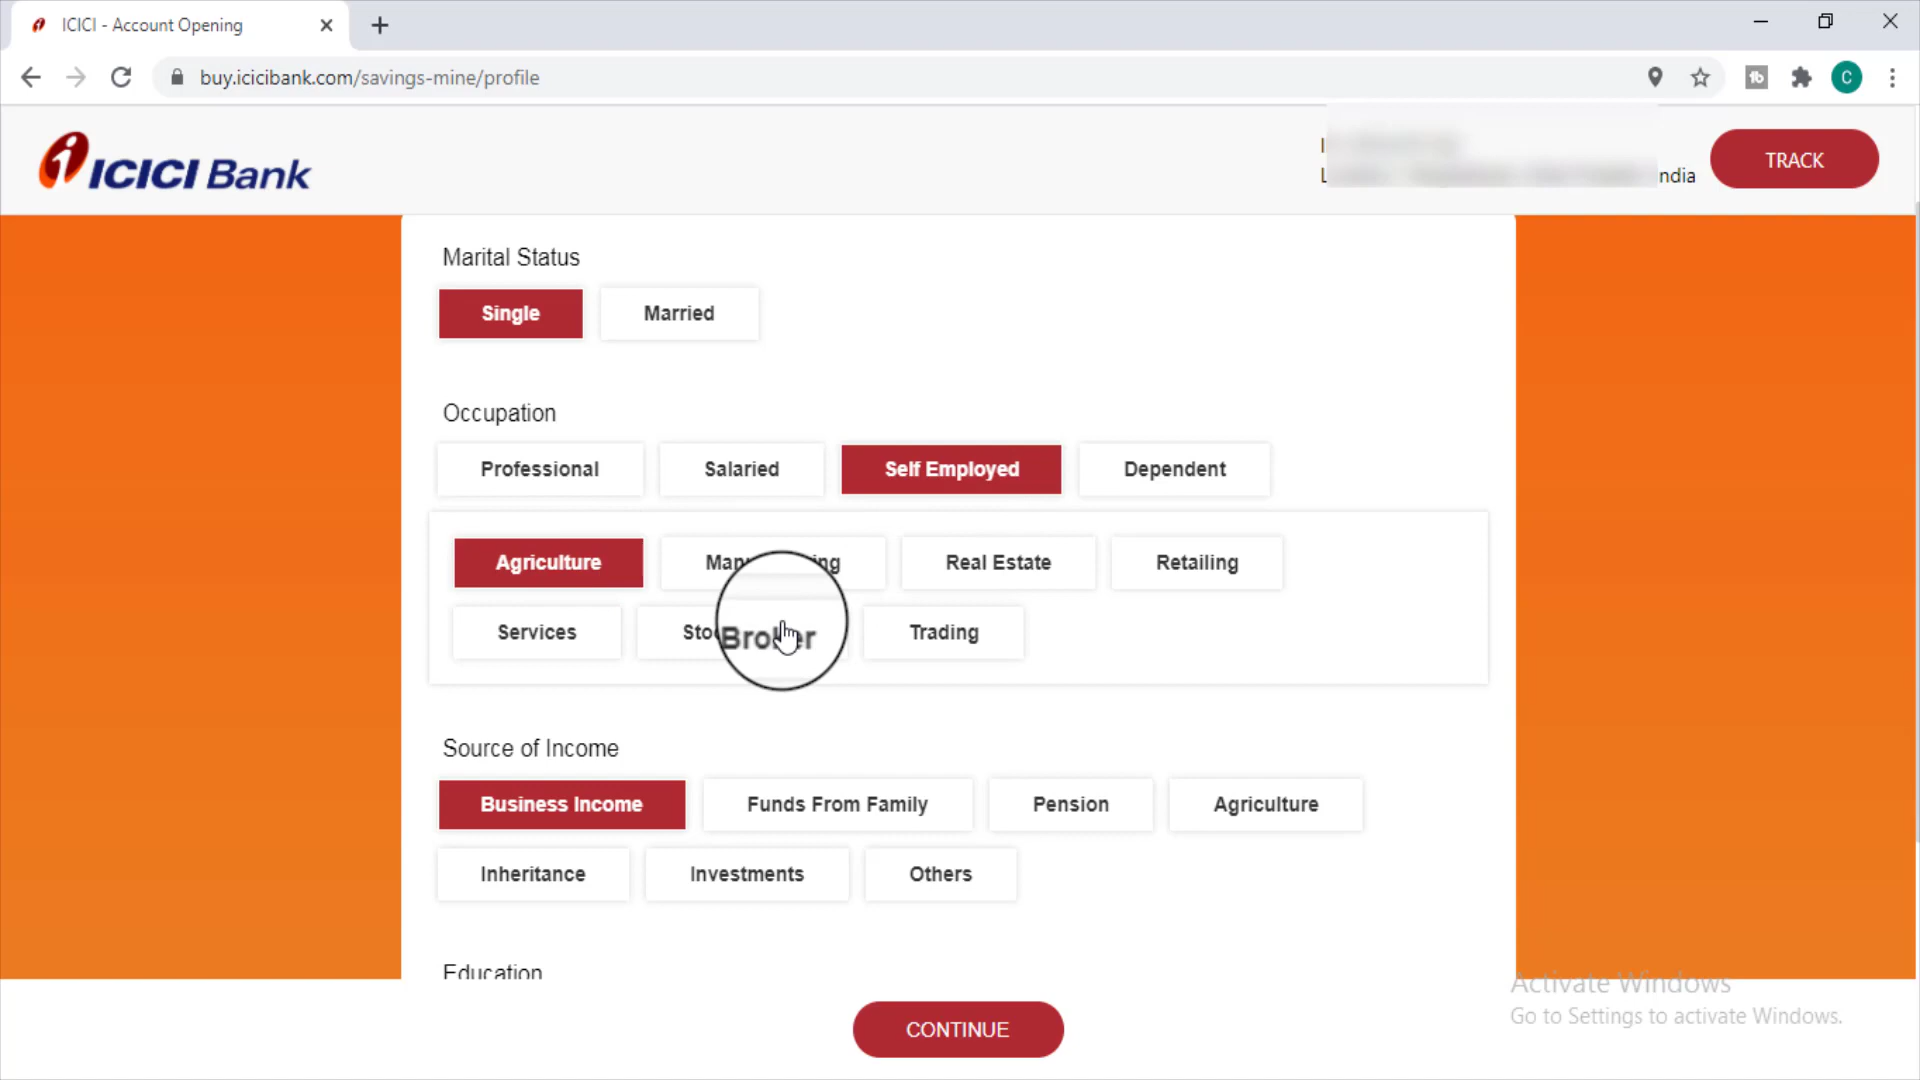 ICICI - Account Opening
buy.icicibank.com/savings-mine/profile
C
ICICI Bank
ndia
TRACK
Marital Status
Single Married
Occupation
Professional Salaried Self Employed Dependent
Agriculture Real Estate Retailing
Services Broker Trading
Source of Income
Business Income Funds From Family Pension Agriculture
Inheritance Investments Others
Education
CONTINUE
Activate Windows
Go to Settings to activate Windows.